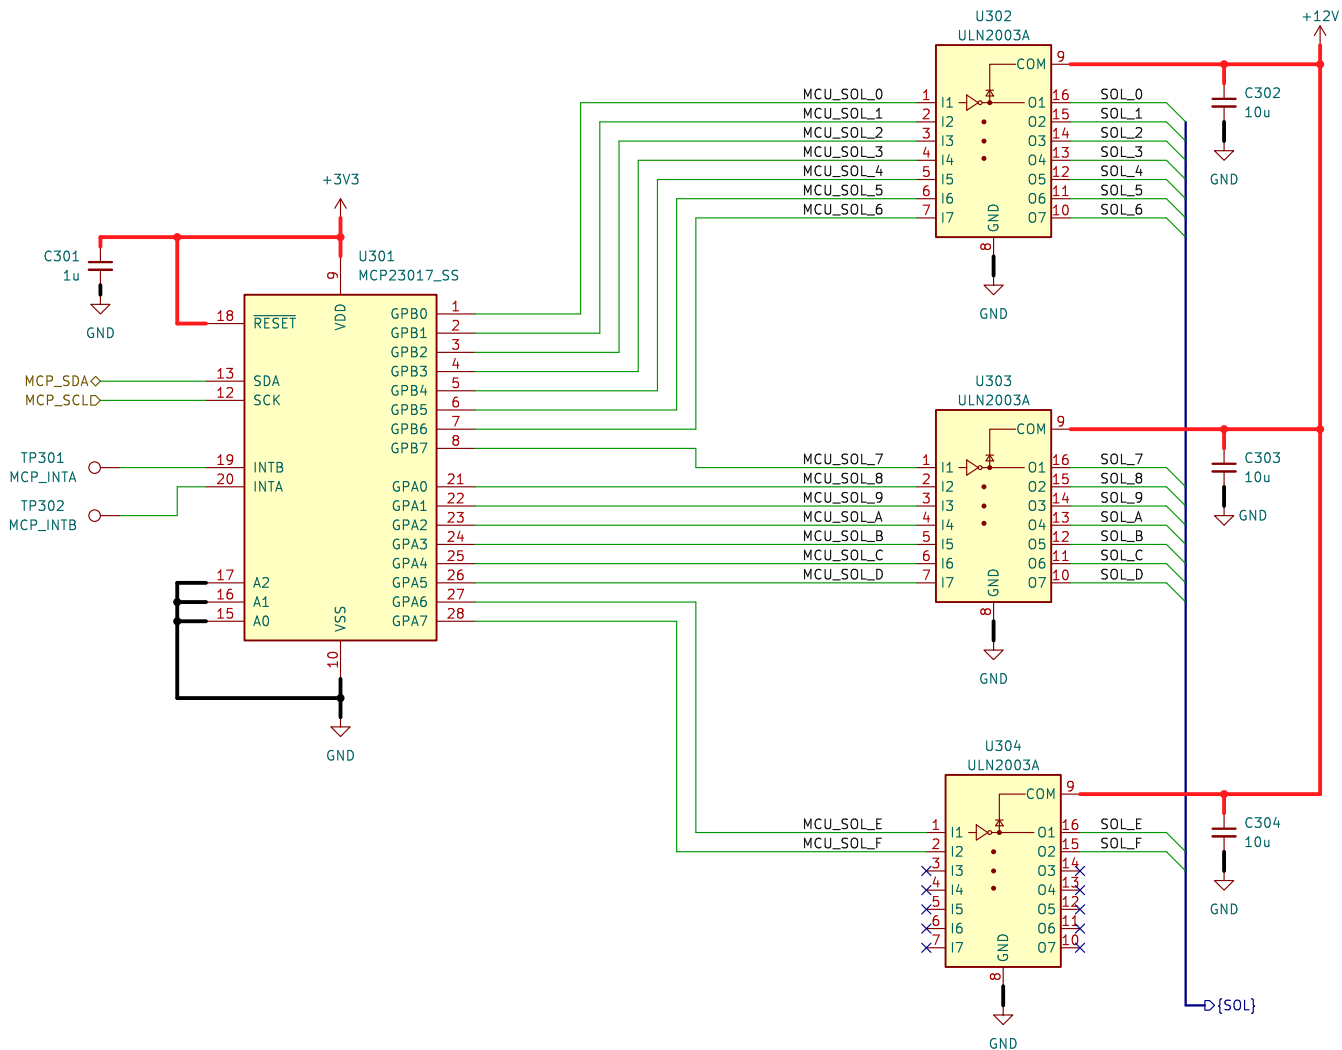 U302
ULN2003A
+12V
COM
9
C302
10u
GND
MCU_SOL_0
1
I1
O1
16
SOL_0
MCU_SOL_1
2
I2
O2
15
SOL_1
MCU_SOL_2
3
I3
O3
14
SOL_2
MCU_SOL_3
4
I4
O4
13
SOL_3
MCU_SOL_4
5
I5
O5
12
SOL_4
MCU_SOL_5
6
I6
O6
11
SOL_5
MCU_SOL_6
7
I7
O7
10
SOL_6
GND
8
GND
+3V3
C301
1u
GND
U301
MCP23017_SS
9
VDD
18
RESET
MCP_SDA
13
SDA
MCP_SCL
12
SCK
TP301
MCP_INTA
19
INTB
TP302
MCP_INTB
20
INTA
17
A2
16
A1
15
A0
VSS
10
GND
GPB0
1
GPB1
2
GPB2
3
GPB3
4
GPB4
5
GPB5
6
GPB6
7
GPB7
8
GPA0
21
GPA1
22
GPA2
23
GPA3
24
GPA4
25
GPA5
26
GPA6
27
GPA7
28
U303
ULN2003A
COM
9
C303
10u
GND
MCU_SOL_7
1
I1
O1
16
SOL_7
MCU_SOL_8
2
I2
O2
15
SOL_8
MCU_SOL_9
3
I3
O3
14
SOL_9
MCU_SOL_A
4
I4
O4
13
SOL_A
MCU_SOL_B
5
I5
O5
12
SOL_B
MCU_SOL_C
6
I6
O6
11
SOL_C
MCU_SOL_D
7
I7
O7
10
SOL_D
GND
8
GND
U304
ULN2003A
COM
9
C304
10u
GND
MCU_SOL_E
1
I1
O1
16
SOL_E
MCU_SOL_F
2
I2
O2
15
SOL_F
3
I3
O3
14
4
I4
O4
13
5
I5
O5
12
6
I6
O6
11
7
I7
O7
10
GND
8
GND
{SOL}